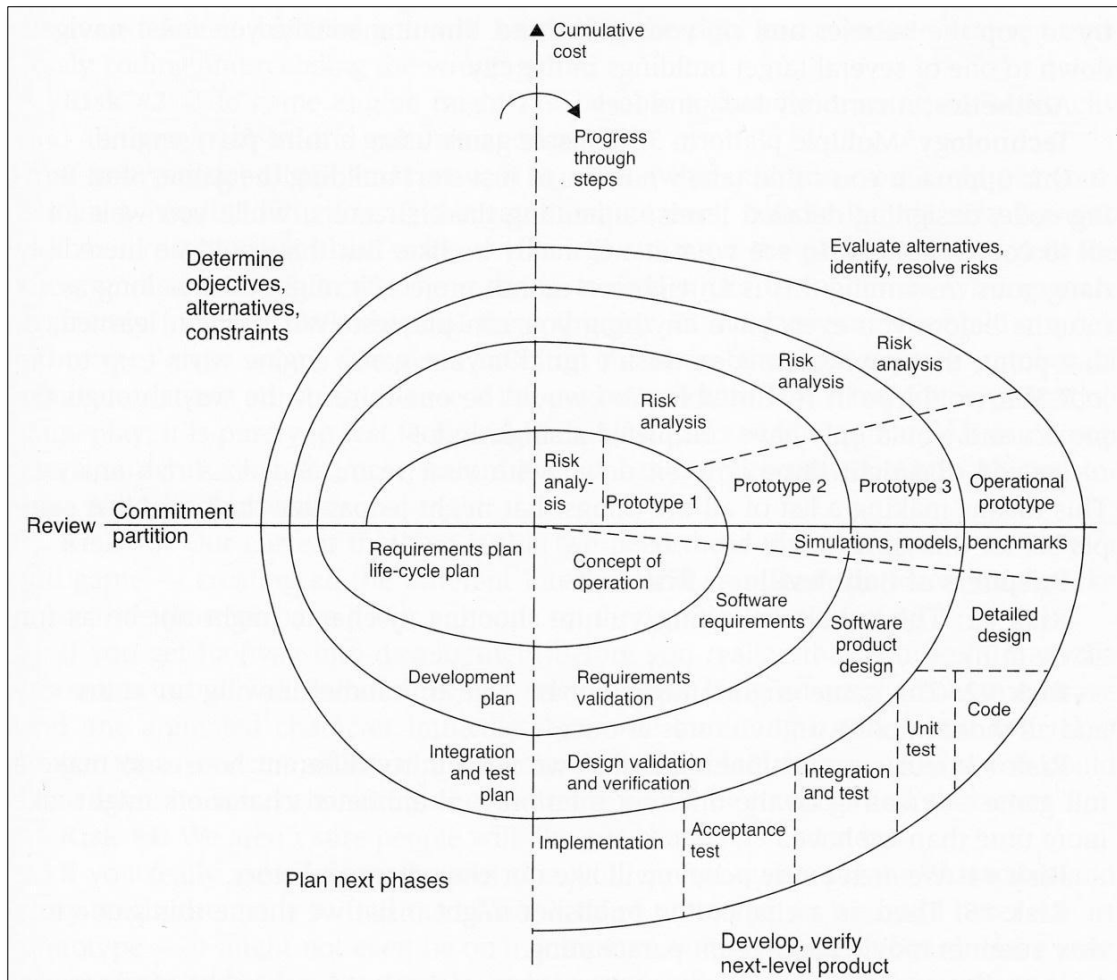 Cumulative
cost
Progress
through
steps
Determine
objectives,
alternatives,
constraints
Evaluate alternatives,
identify, resolve risks
Risk
analysis
Risk
analysis
Risk
analysis
Risk
analy-
sis
Prototype 1
Prototype 2
Prototype 3
Operational
prototype
Review
Commitment
partition
Simulations, models, benchmarks
Requirements plan
life-cycle plan
Concept of
operation
Software
requirements
Software
product
design
Detailed
design
Development
plan
Requirements
validation
Code
Unit
test
Integration
and test
plan
Design validation
and verification
Integration
and test
Acceptance
test
Implementation
Plan next phases
Develop, verify
next-level product